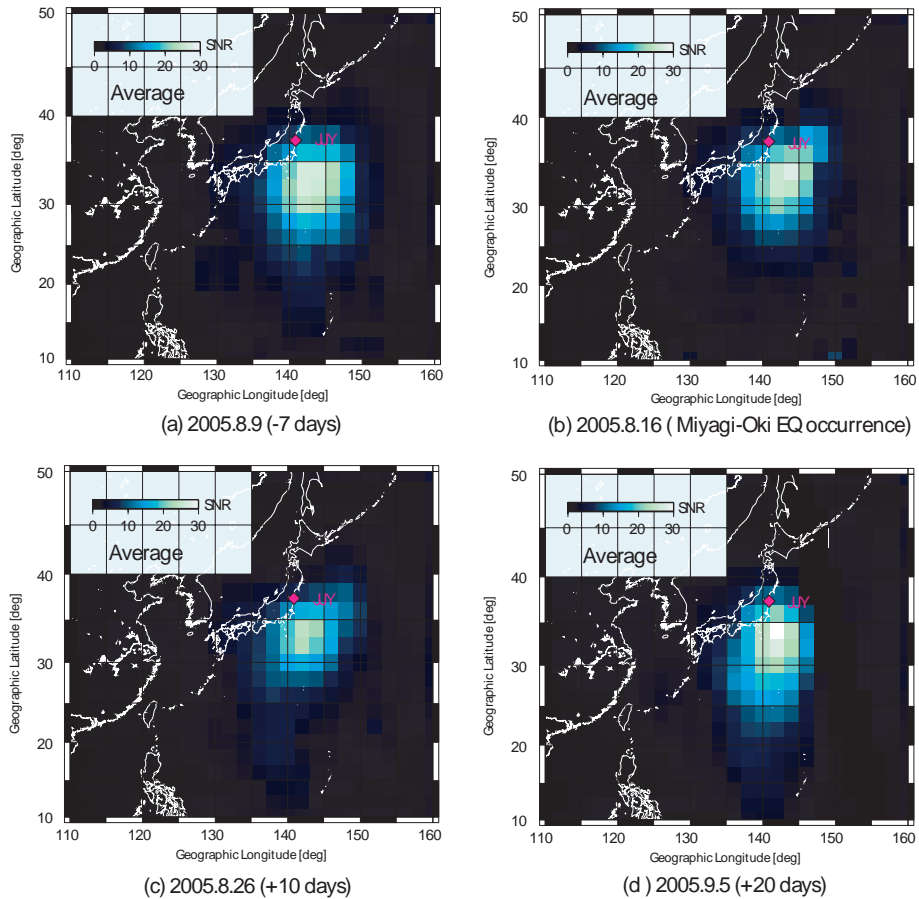 50
40
30
20
10
110 120 130 140 150 160
Geographic Latitude [deg]
Geographic Longitude [deg]
SNR
0 10 20 30
Average
JJY
(a) 2005.8.9 (-7 days)
50
40
30
20
10
110 120 130 140 150 160
Geographic Latitude [deg]
Geographic Longitude [deg]
SNR
0 10 20 30
Average
JJY
(b) 2005.8.16 ( Miyagi-Oki EQ occurrence)
50
40
30
20
10
110 120 130 140 150 160
Geographic Latitude [deg]
Geographic Longitude [deg]
SNR
0 10 20 30
Average
JJY
(c) 2005.8.26 (+10 days)
50
40
30
20
10
110 120 130 140 150 160
Geographic Latitude [deg]
Geographic Longitude [deg]
SNR
0 10 20 30
Average
JJY
(d ) 2005.9.5 (+20 days)